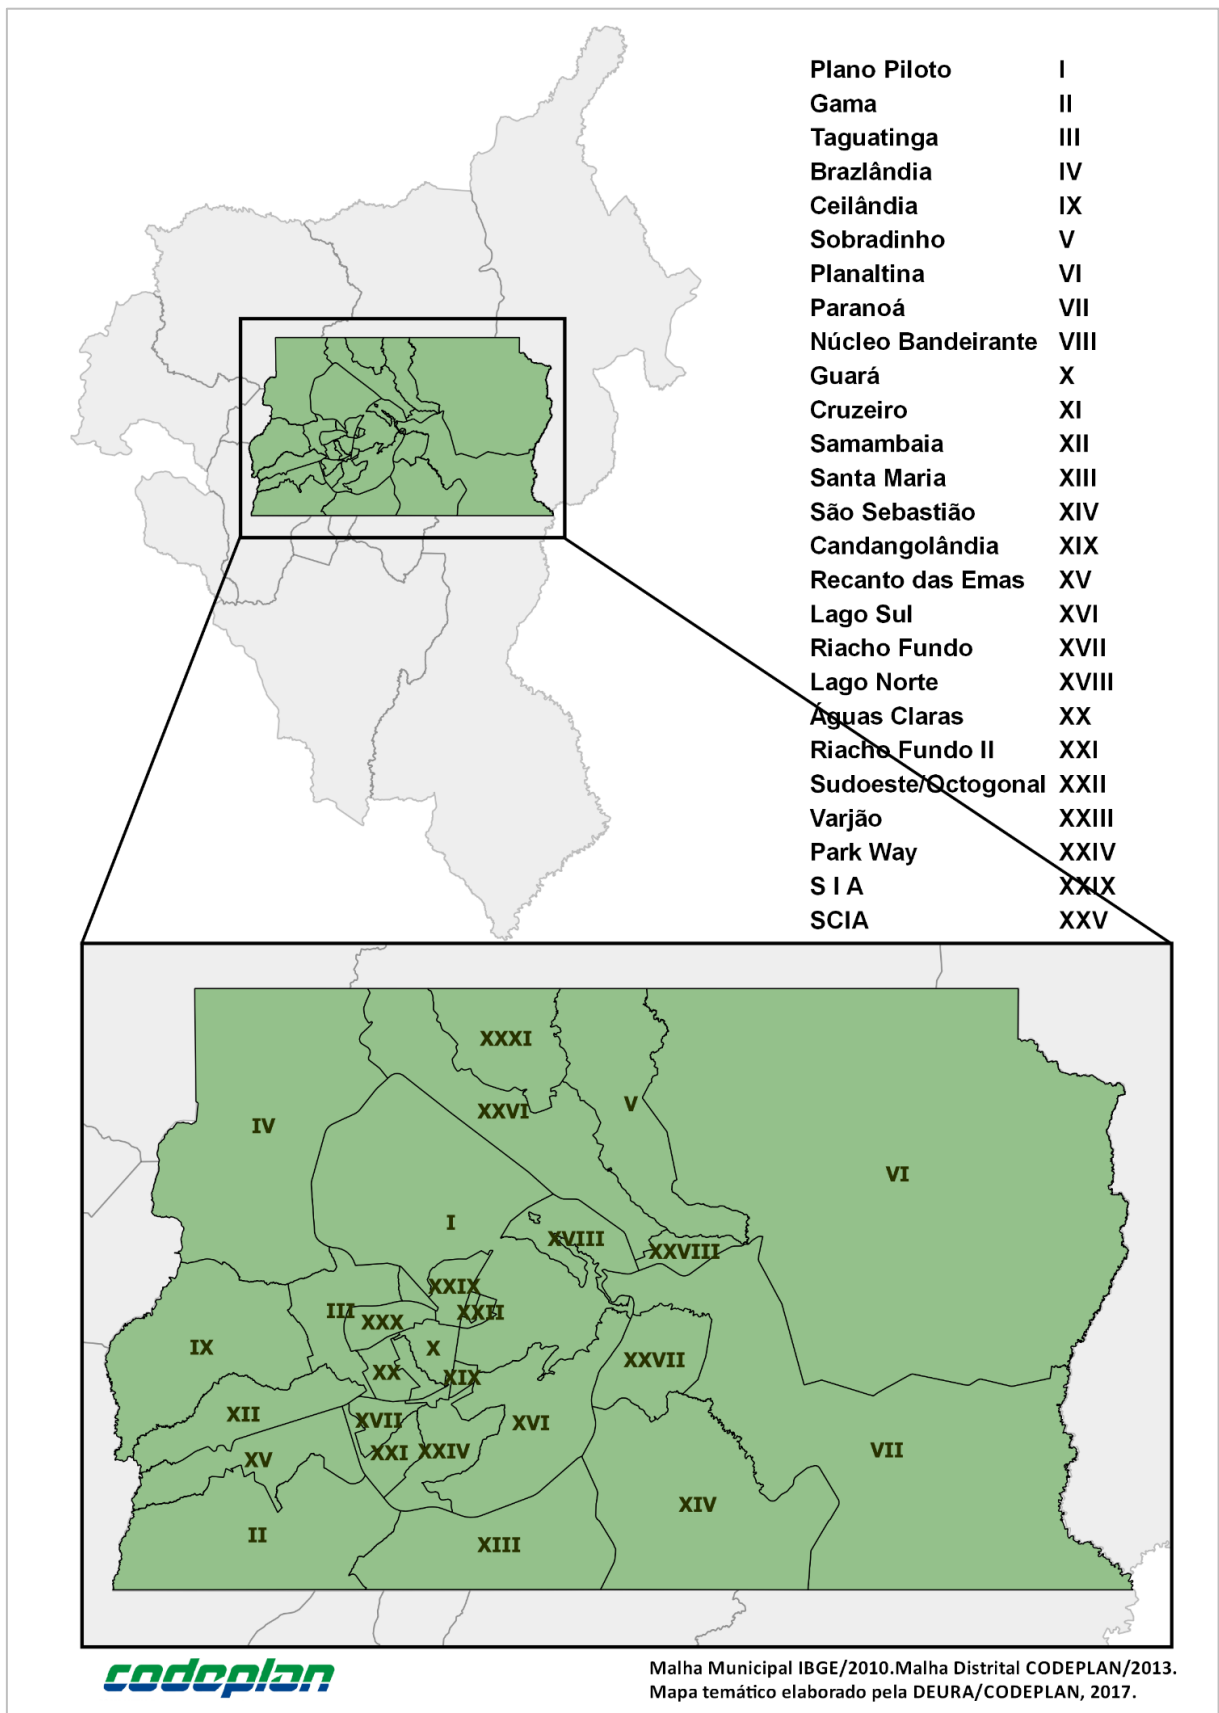 Plano Piloto I
Gama II
Taguatinga III
Brazlândia IV
Ceilândia IX
Sobradinho V
Planaltina VI
Paranoá VII
Núcleo Bandeirante VIII
Guará X
Cruzeiro XI
Samambaia XII
Santa Maria XIII
São Sebastião XIV
Candangolândia XIX
Recanto das Emas XV
Lago Sul XVI
Riacho Fundo XVII
Lago Norte XVIII
Águas Claras XX
Riacho Fundo II XXI
Sudoeste/Octogonal XXII
Varjão XXIII
Park Way XXIV
S I A XXIX
SCIA XXV
XXXI
XXVI
V
IV
VI
I
XVIII
XXVIII
XXIX
III
XXII
XXX
X
IX
XXVII
XX
XIX
XII
XVII
XVI
XXI
XXIV
XV
VII
XIV
II
XIII
codeplan
Malha Municipal IBGE/2010.Malha Distrital CODEPLAN/2013.
Mapa temático elaborado pela DEURA/CODEPLAN, 2017.